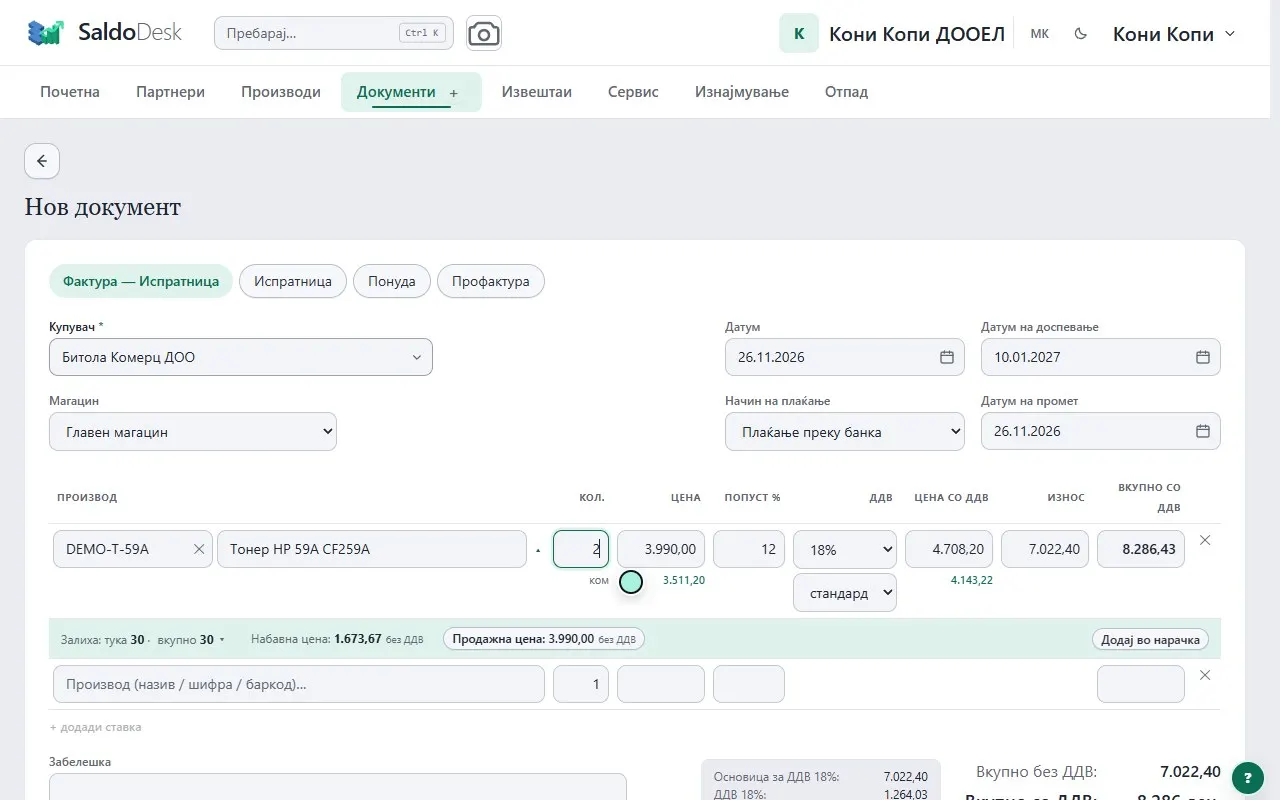 SaldoDesk
Пребарај... Ctrl K
К Кони Копи ДООЕЛ МК Кони Копи
Почетна Партнери Производи Документи + Извештаи Сервис Изнајмување Отпад
Нов документ
Фактура — Испратница Испратница Понуда Профактура
Купувач * Датум Датум на доспевање
Битола Комерц ДОО 26.11.2026 10.01.2027
Магацин Начин на плаќање Датум на промет
Главен магацин Плаќање преку банка 26.11.2026
ПРОИЗВОД КОЛ. ЦЕНА ПОПУСТ % ДДВ ЦЕНА СО ДДВ ИЗНОС ВКУПНО СО ДДВ
DEMO-T-59A Тонер HP 59A CF259A 2 3.990,00 12 18% 4.708,20 7.022,40 8.286,43
ком 3.511,20 стандард 4.143,22
Залиха: тука 30 · вкупно 30 Набавна цена: 1.673,67 без ДДВ Продажна цена: 3.990,00 без ДДВ Додај во нарачка
Производ (назив / шифра / баркод)... 1
+ додади ставка
Забелешка
Основица за ДДВ 18%: 7.022,40 Вкупно без ДДВ: 7.022,40
ДДВ 18%: 1.264,03
?